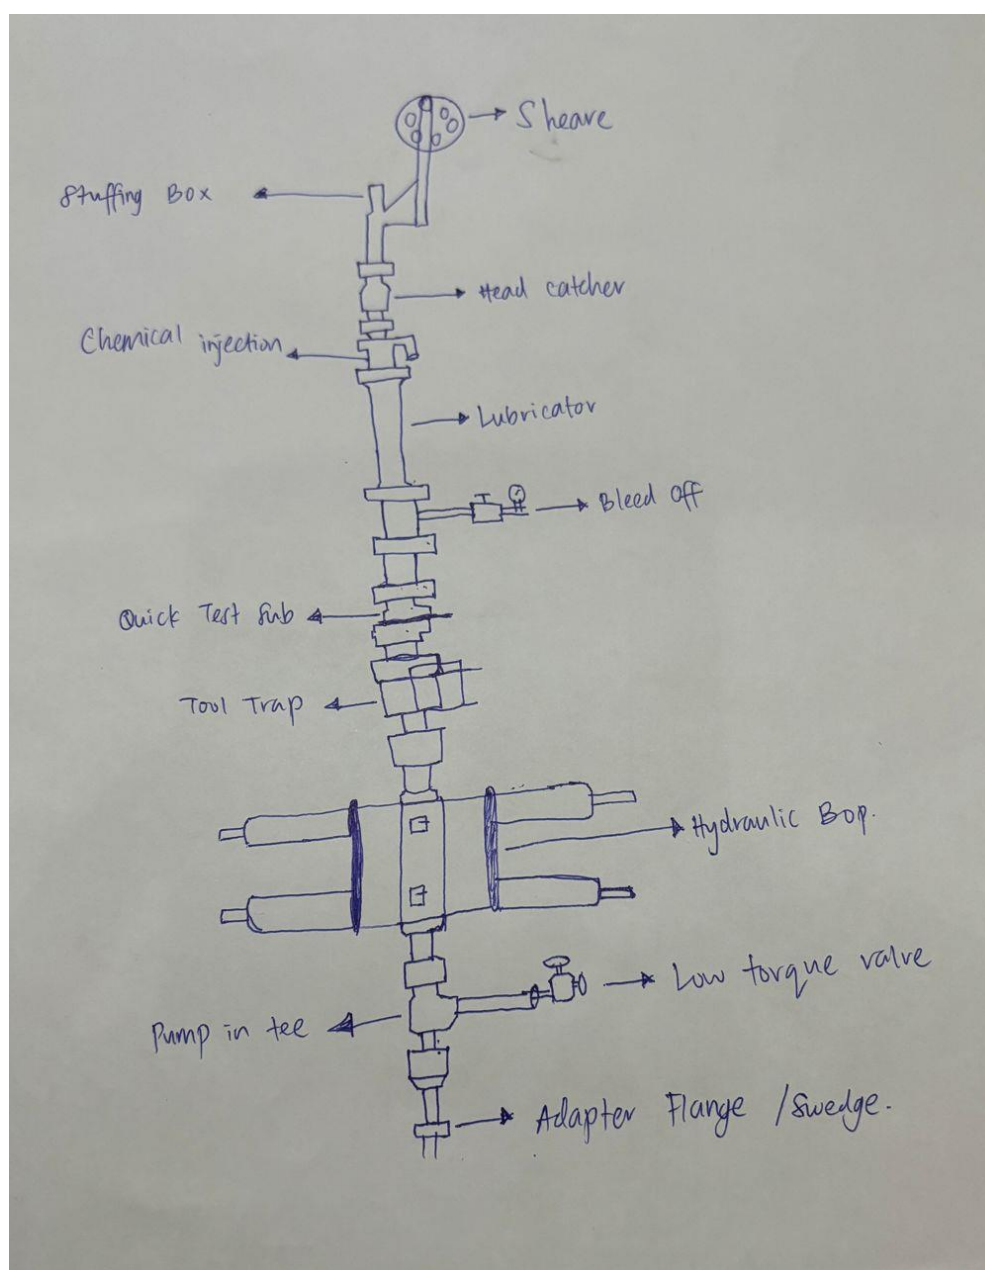 Sheave
Stuffing Box
Head catcher
Chemical injection
Lubricator
Bleed Off
Quick Test Sub
Tool Trap
Hydraulic Bop.
Low torque valve
Pump in tee
Adapter Flange /Swedge.